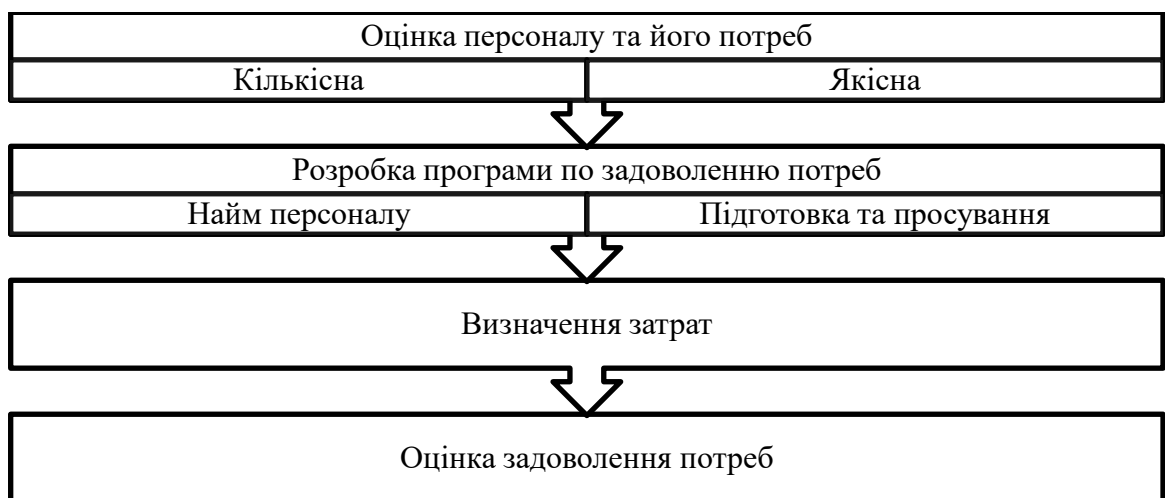 Оцінка персоналу та його потреб
Кількісна
Якісна
Розробка програми по задоволенню потреб
Найм персоналу
Підготовка та просування
Визначення затрат
Оцінка задоволення потреб